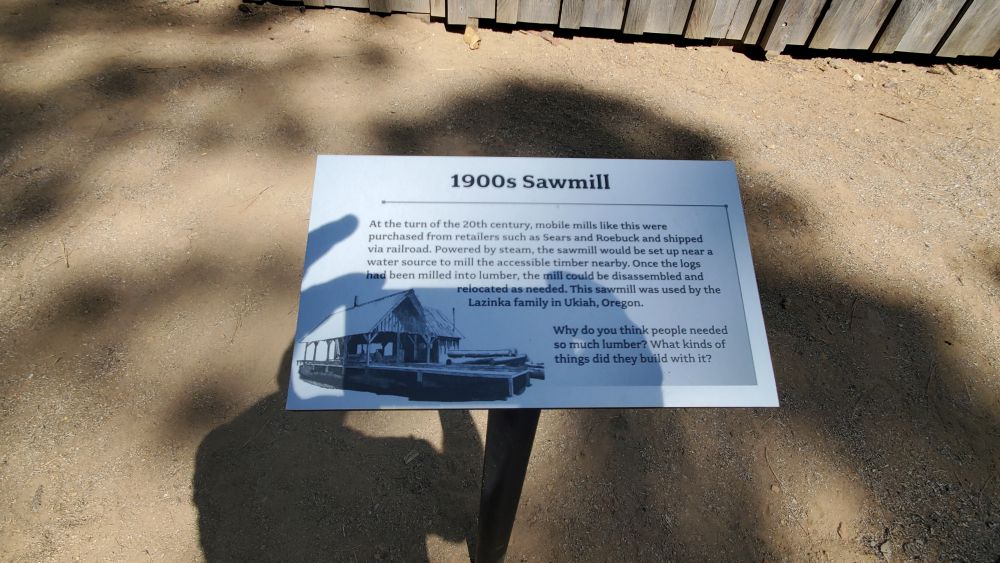 1900s Sawmill
At the turn of the 20th century, mobile mills like this were
purchased from retailers such as Sears and Roebuck and shipped
via railroad. Powered by steam, the sawmill would be set up near a
water source to mill the accessible timber nearby. Once the logs
had been milled into lumber, the mill could be disassembled and
relocated as needed. This sawmill was used by the
Lazinka family in Ukiah, Oregon.
Why do you think people needed
so much lumber? What kinds of
things did they build with it?